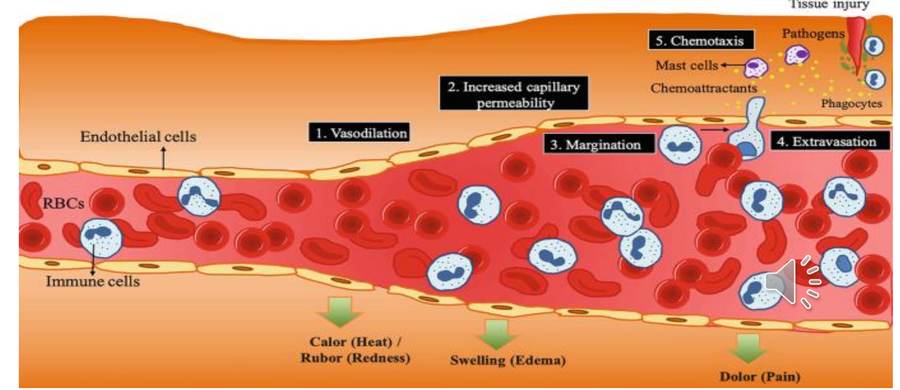 Tissue injury
5. Chemotaxis
Pathogens
Mast cells
Chemoattractants
Phagocytes
2. Increased capillary
permeability
1. Vasodilation
3. Margination
4. Extravasation
Endothelial cells
RBCs
Immune cells
Calor (Heat) /
Rubor (Redness)
Swelling (Edema)
Dolor (Pain)